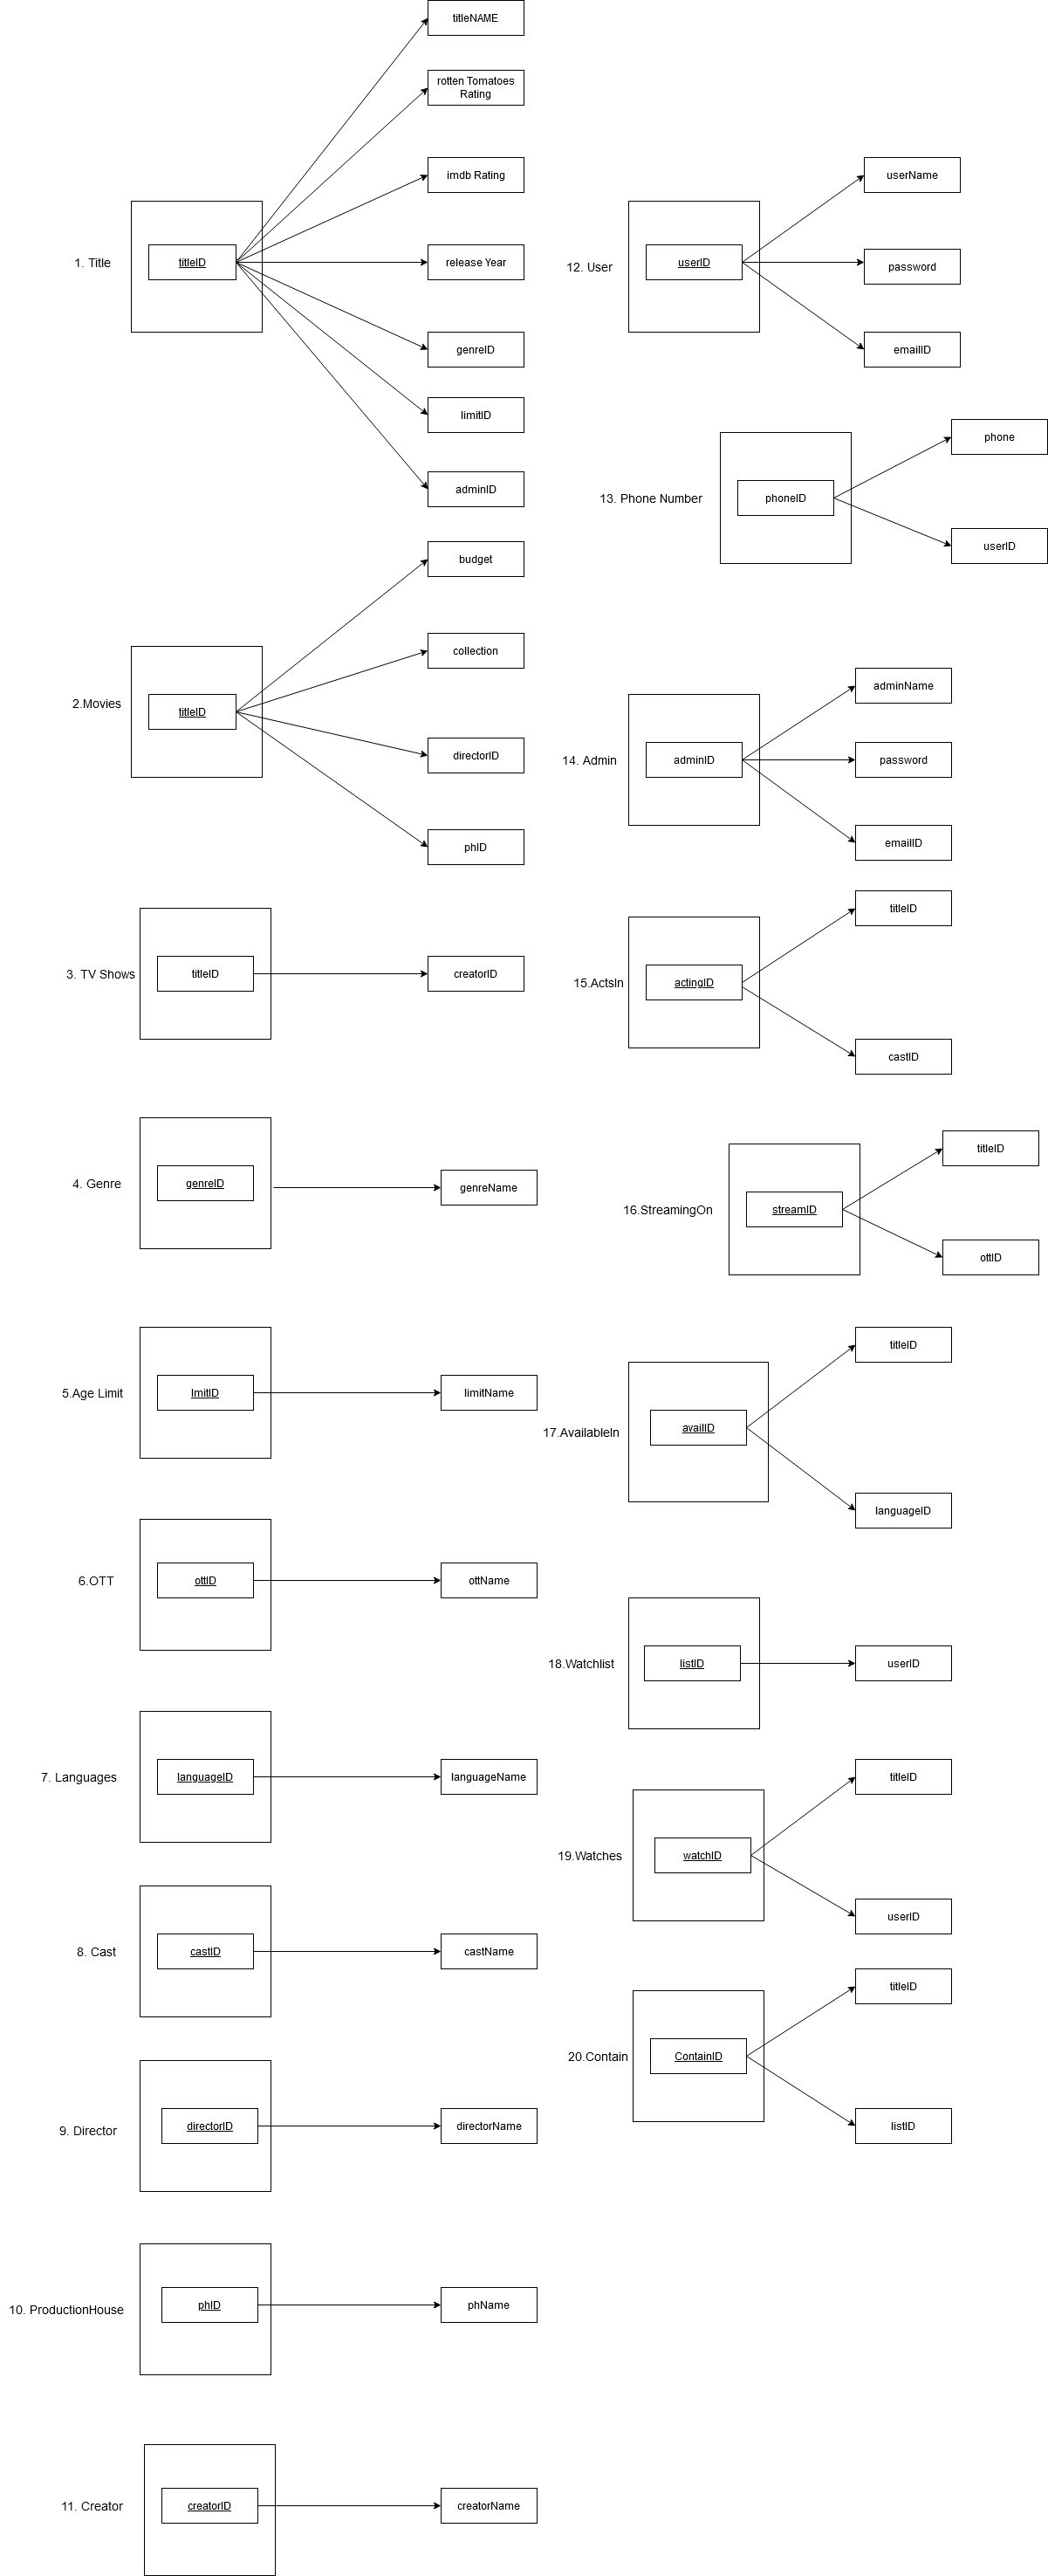 titleNAME
rotten Tomatoes
Rating
imdb Rating
1. Title
titleID
release Year
genreID
limitID
adminID
budget
collection
2.Movies
titleID
directorID
phID
3. TV Shows
titleID
creatorID
4. Genre
genreID
genreName
5.Age Limit
lmitID
limitName
6.OTT
ottID
ottName
7. Languages
languageID
languageName
8. Cast
castID
castName
9. Director
directorID
directorName
10. ProductionHouse
phID
phName
11. Creator
creatorID
creatorName
userName
12. User
userID
password
emailID
phone
13. Phone Number
phoneID
userID
adminName
14. Admin
adminID
password
emailID
titleID
15.ActsIn
actingID
castID
titleID
16.StreamingOn
streamID
ottID
titleID
17.AvailableIn
availID
languageID
18.Watchlist
listID
userID
titleID
19.Watches
watchID
userID
titleID
20.Contain
ContainID
listID